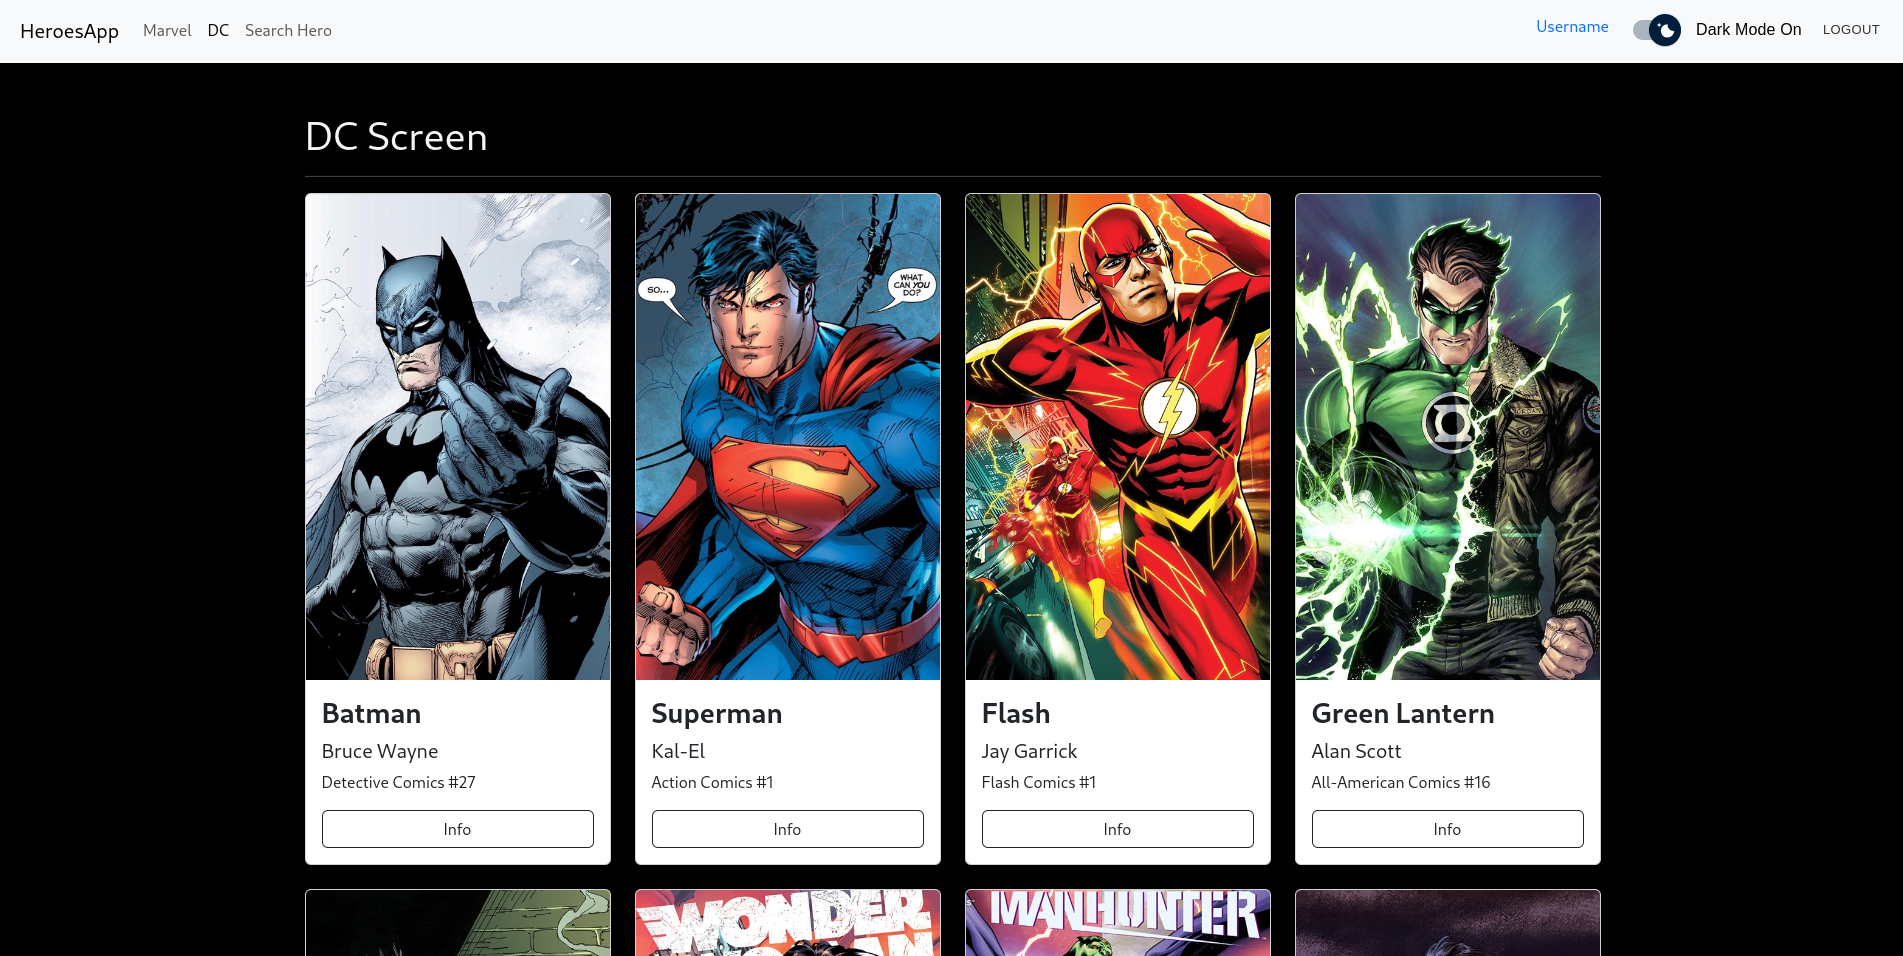 HeroesApp Marvel DC Search Hero Username Dark Mode On LOGOUT
DC Screen
SO...
WHAT
CAN YOU
DO?
Batman
Bruce Wayne
Detective Comics #27
Info
Superman
Kal-El
Action Comics #1
Info
Flash
Jay Garrick
Flash Comics #1
Info
Green Lantern
Alan Scott
All-American Comics #16
Info
WONDER
MANHUNTER